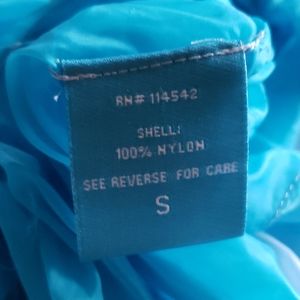 RN# 114542
SHELL:
100% NYLON
SEE REVERSE FOR CARE
S